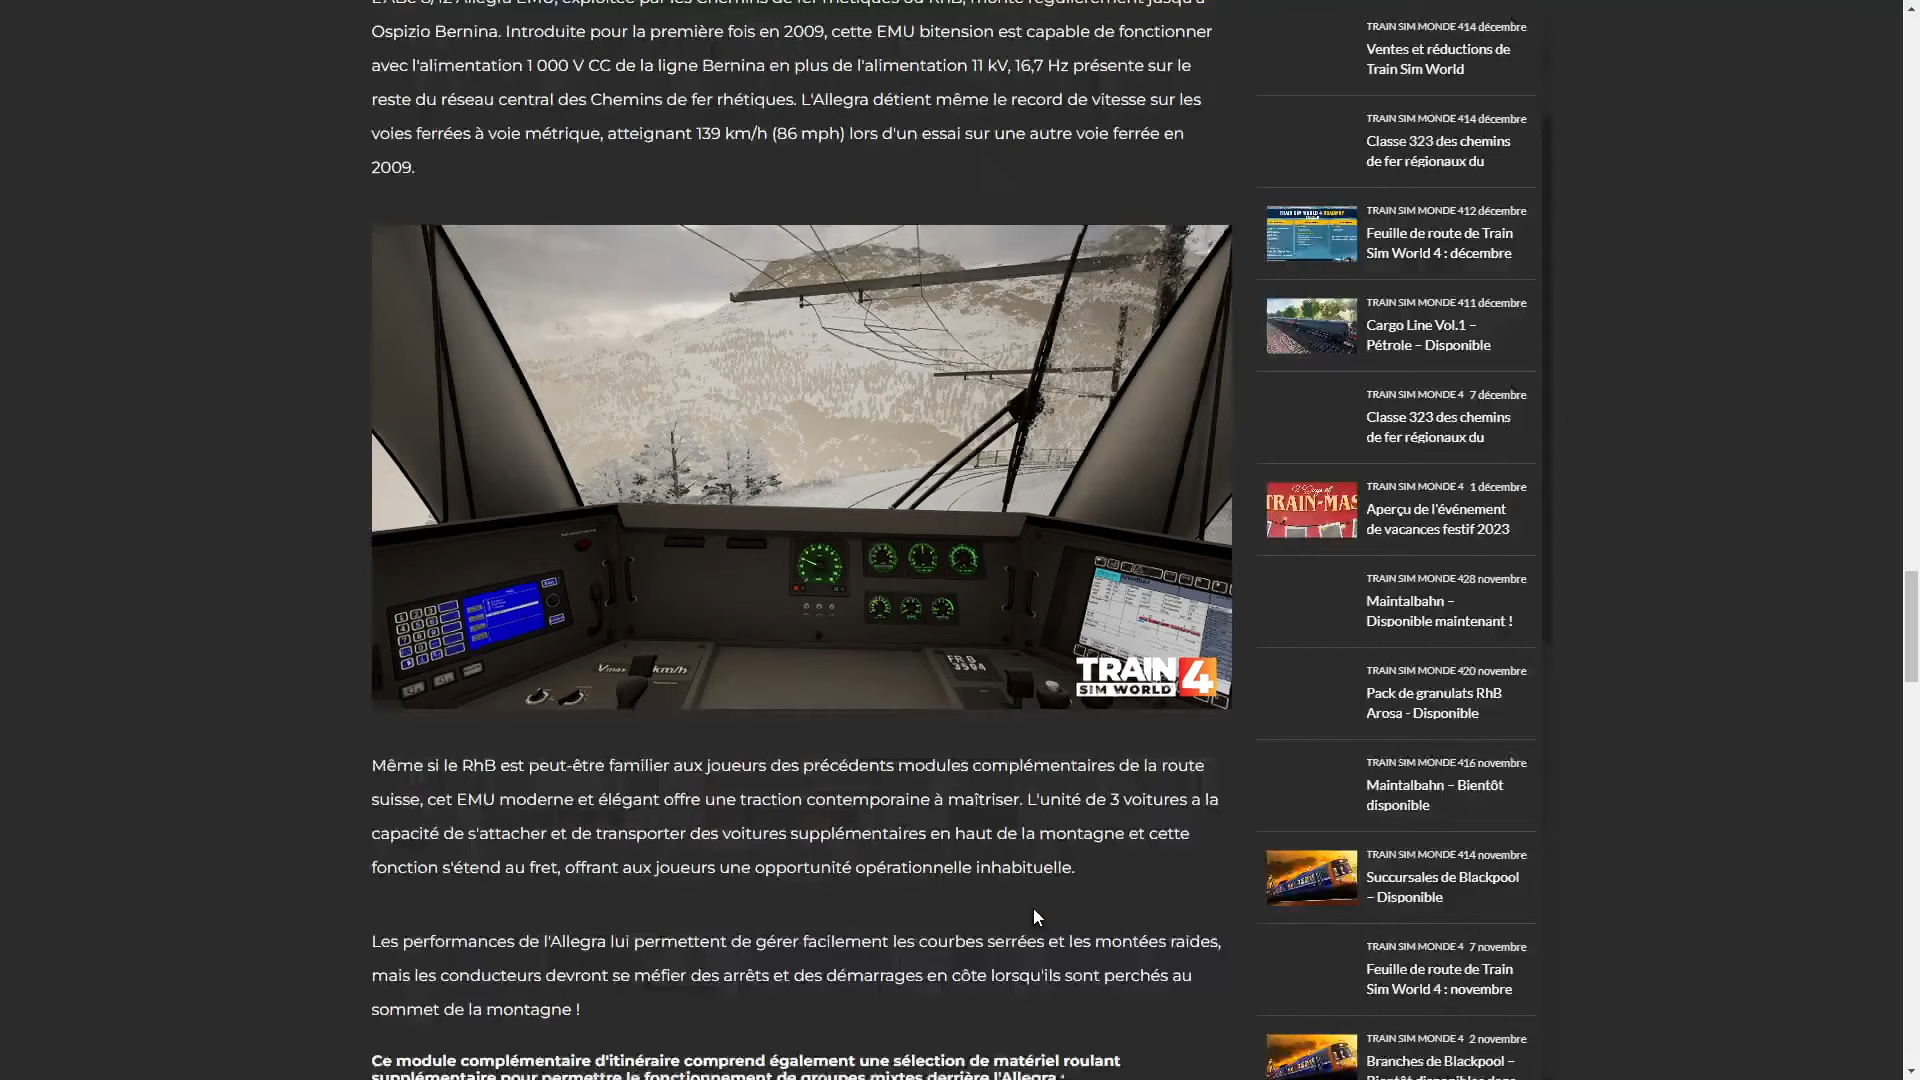 Ospizio Bernina. Introduite pour la première fois en 2009, cette EMU bitension est capable de fonctionner
avec l'alimentation 1 000 V CC de la ligne Bernina en plus de l'alimentation 11 kV, 16,7 Hz présente sur le
reste du réseau central des Chemins de fer rhétiques. L'Allegra détient même le record de vitesse sur les
voies ferrées à voie métrique, atteignant 139 km/h (86 mph) lors d'un essai sur une autre voie ferrée en
2009.
Vmax km/h
FRB
3504
TRAIN
SIM WORLD 4
Même si le RhB est peut-être familier aux joueurs des précédents modules complémentaires de la route
suisse, cet EMU moderne et élégant offre une traction contemporaine à maîtriser. L'unité de 3 voitures a la
capacité de s'attacher et de transporter des voitures supplémentaires en haut de la montagne et cette
fonction s'étend au fret, offrant aux joueurs une opportunité opérationnelle inhabituelle.
Les performances de l'Allegra lui permettent de gérer facilement les courbes serrées et les montées raides,
mais les conducteurs devront se méfier des arrêts et des démarrages en côte lorsqu'ils sont perchés au
sommet de la montagne !
Ce module complémentaire d'itinéraire comprend également une sélection de matériel roulant
supplémentaire pour permettre le fonctionnement de groupes mixtes derrière l'Allegra :
TRAIN SIM MONDE 4 14 décembre
Ventes et réductions de
Train Sim World
TRAIN SIM MONDE 4 14 décembre
Classe 323 des chemins
de fer régionaux du
TRAIN SIM WORLD 4 ROADMAP
TRAIN SIM MONDE 4 12 décembre
Feuille de route de Train
Sim World 4 : décembre
TRAIN SIM MONDE 4 11 décembre
Cargo Line Vol.1 –
Pétrole – Disponible
TRAIN SIM MONDE 4 7 décembre
Classe 323 des chemins
de fer régionaux du
TRAIN-MAS
TRAIN SIM MONDE 4 1 décembre
Aperçu de l'événement
de vacances festif 2023
TRAIN SIM MONDE 4 28 novembre
Maintalbahn –
Disponible maintenant !
TRAIN SIM MONDE 4 20 novembre
Pack de granulats RhB
Arosa - Disponible
TRAIN SIM MONDE 4 16 novembre
Maintalbahn – Bientôt
disponible
TRAIN SIM MONDE 4 14 novembre
Succursales de Blackpool
– Disponible
TRAIN SIM MONDE 4 7 novembre
Feuille de route de Train
Sim World 4 : novembre
TRAIN SIM MONDE 4 2 novembre
Branches de Blackpool –